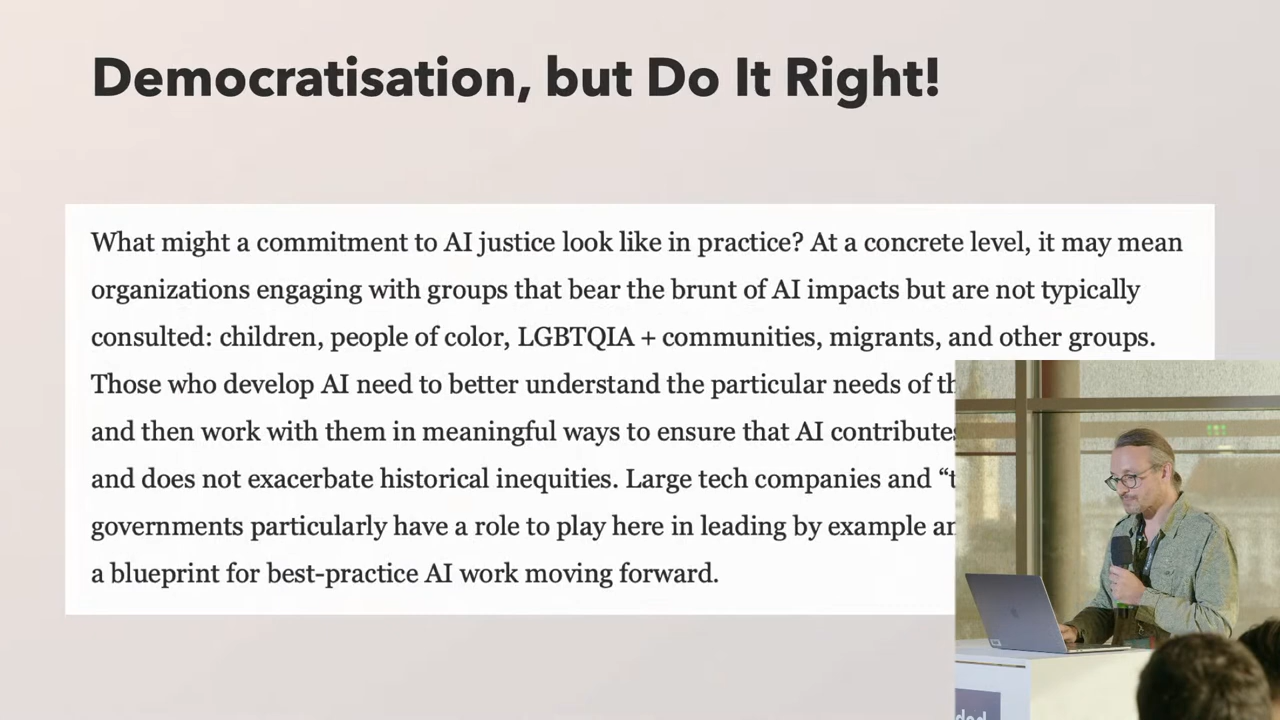 Democratisation, but Do It Right!
What might a commitment to AI justice look like in practice? At a concrete level, it may mean
organizations engaging with groups that bear the brunt of AI impacts but are not typically
consulted: children, people of color, LGBTQIA + communities, migrants, and other groups.
Those who develop AI need to better understand the particular needs of
and then work with them in meaningful ways to ensure that AI contributes
and does not exacerbate historical inequities. Large tech companies and
governments particularly have a role to play here in leading by example
a blueprint for best-practice AI work moving forward.